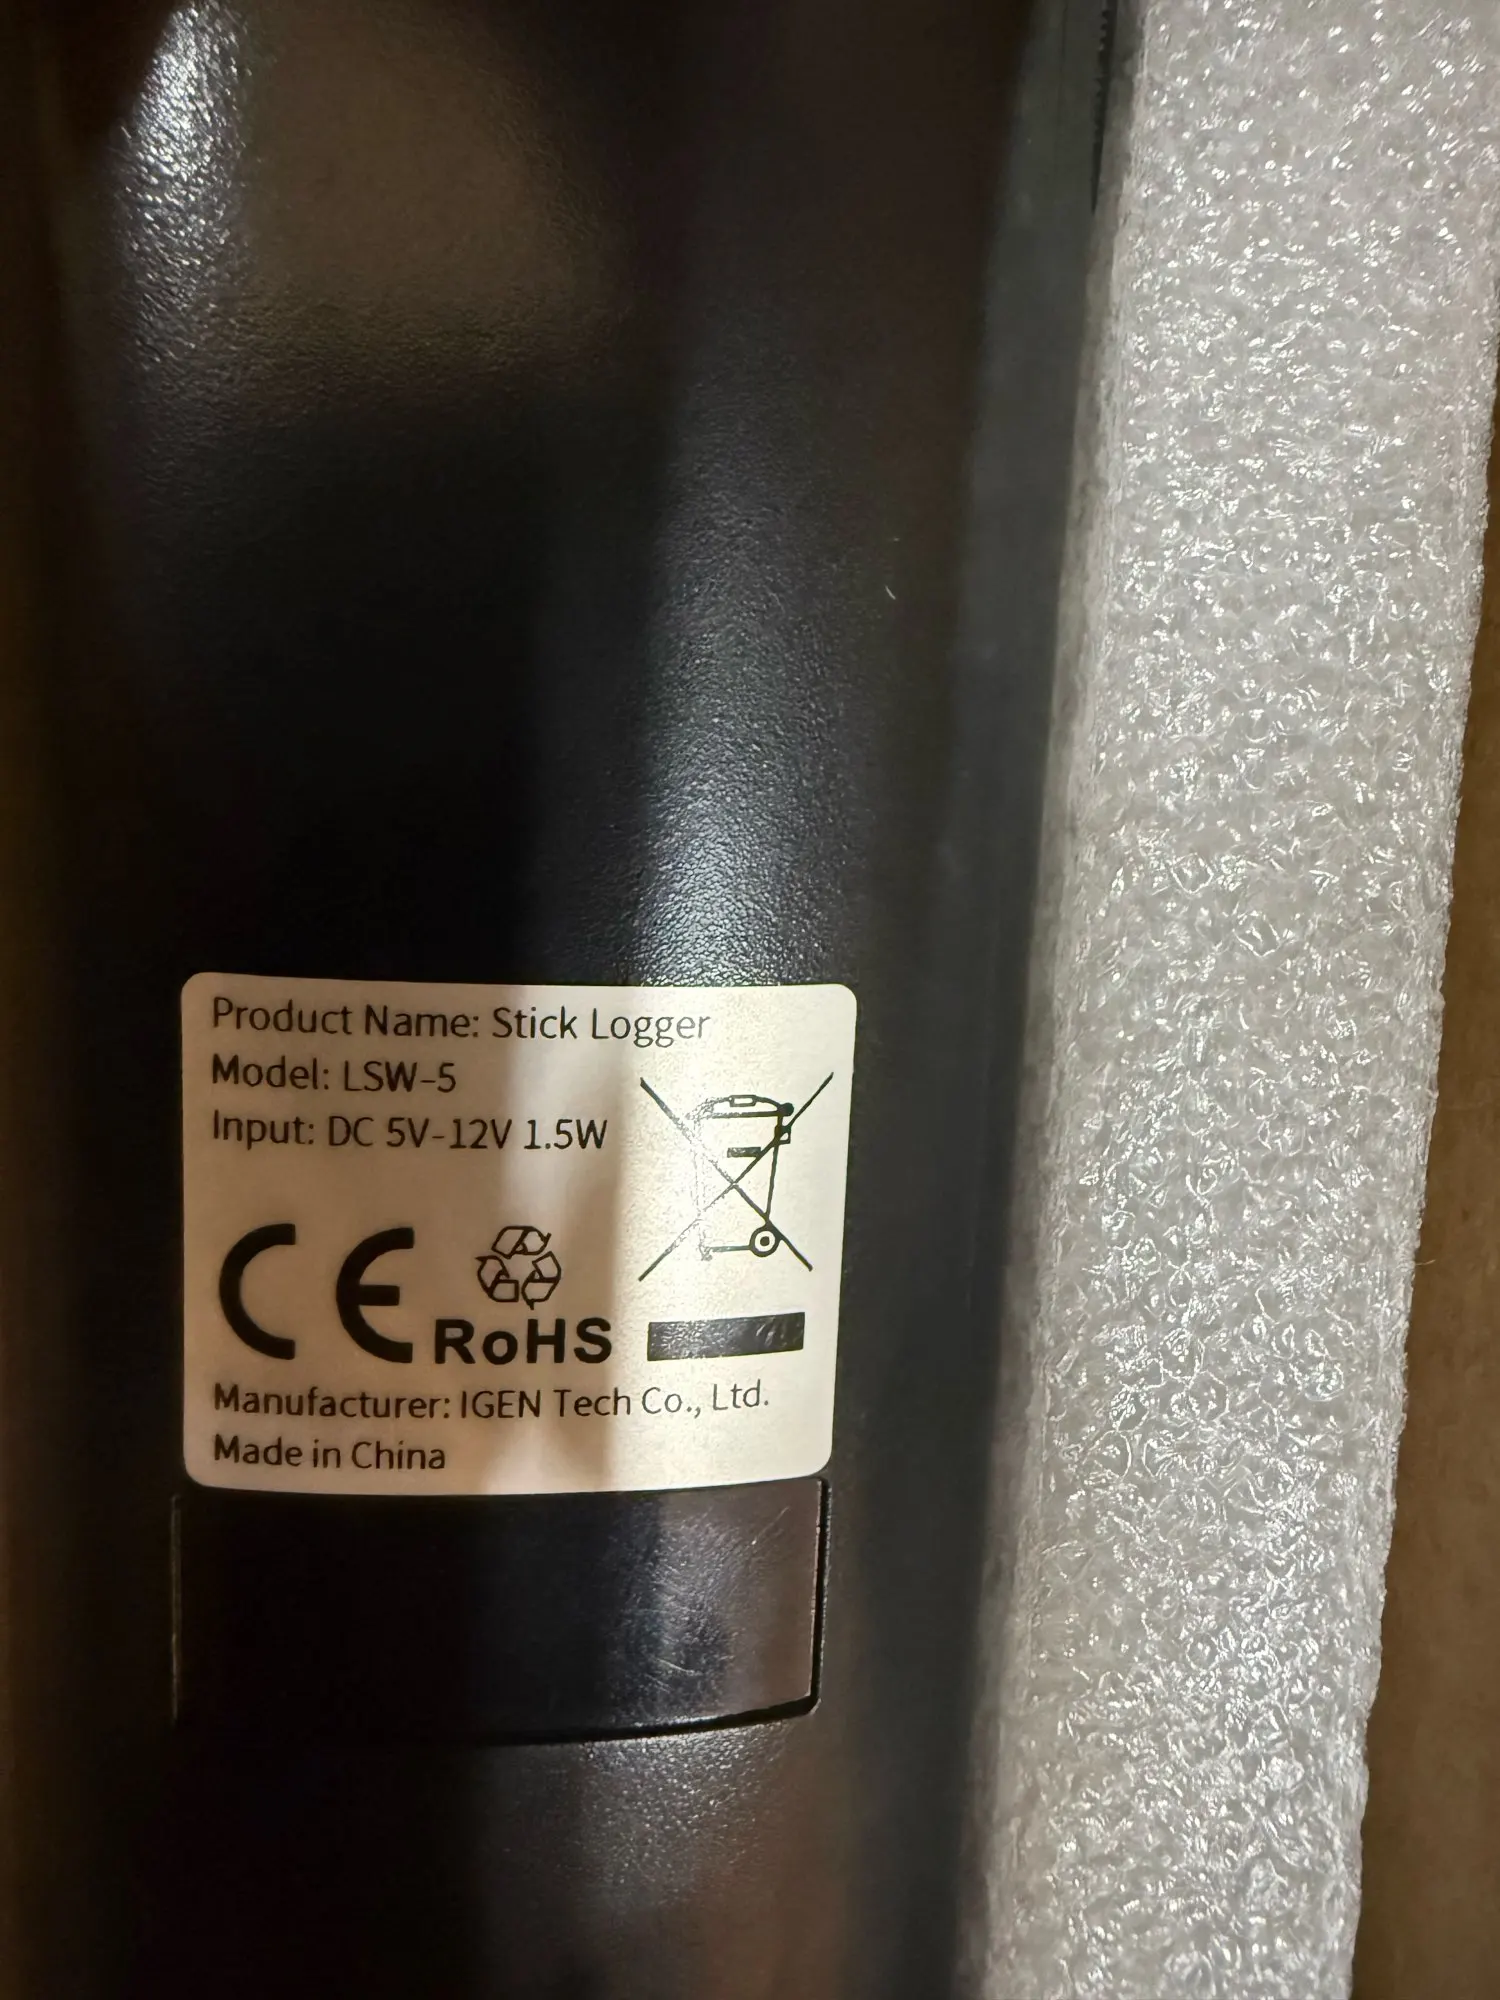 Product Name: Stick Logger
Model: LSW-5
Input: DC 5V-12V 1.5W
CE
RoHS
Manufacturer: IGEN Tech Co., Ltd.
Made in China